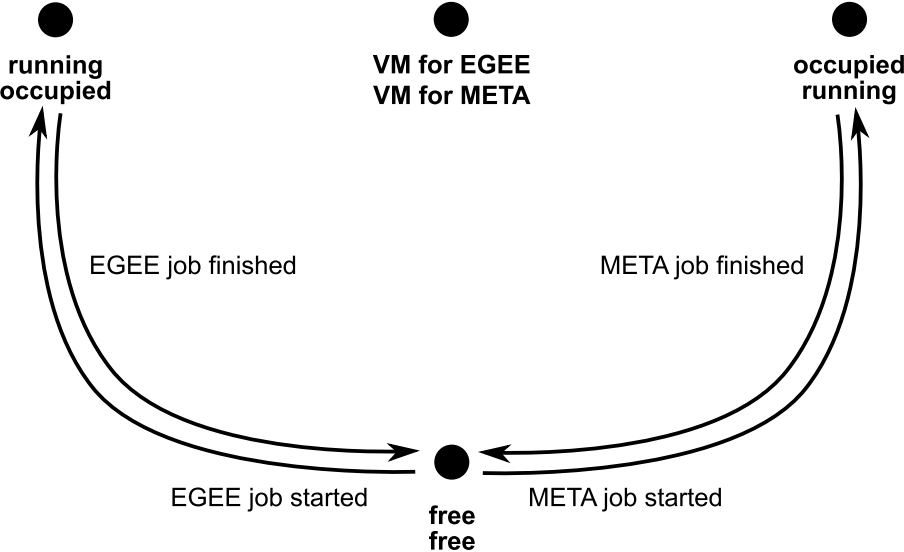 running
occupied
VM for EGEE
VM for META
occupied
running
EGEE job finished
META job finished
EGEE job started
META job started
free
free